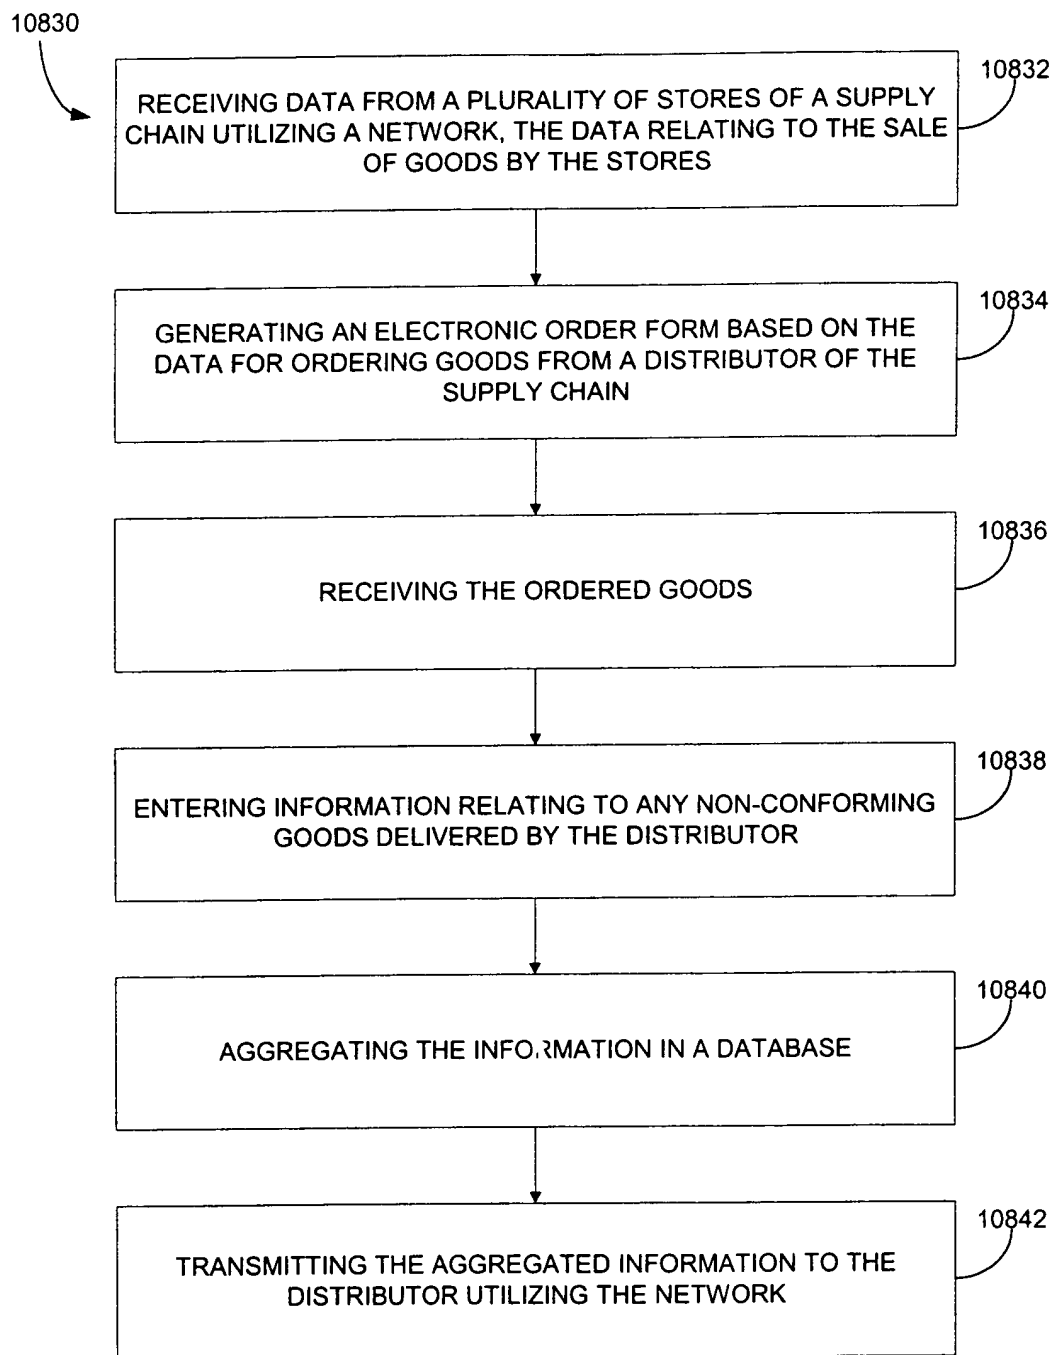 10830
10832
RECEIVING DATA FROM A PLURALITY OF STORES OF A SUPPLY
CHAIN UTILIZING A NETWORK, THE DATA RELATING TO THE SALE
OF GOODS BY THE STORES
10834
GENERATING AN ELECTRONIC ORDER FORM BASED ON THE
DATA FOR ORDERING GOODS FROM A DISTRIBUTOR OF THE
SUPPLY CHAIN
10836
RECEIVING THE ORDERED GOODS
10838
ENTERING INFORMATION RELATING TO ANY NON-CONFORMING
GOODS DELIVERED BY THE DISTRIBUTOR
10840
AGGREGATING THE INFORMATION IN A DATABASE
10842
TRANSMITTING THE AGGREGATED INFORMATION TO THE
DISTRIBUTOR UTILIZING THE NETWORK